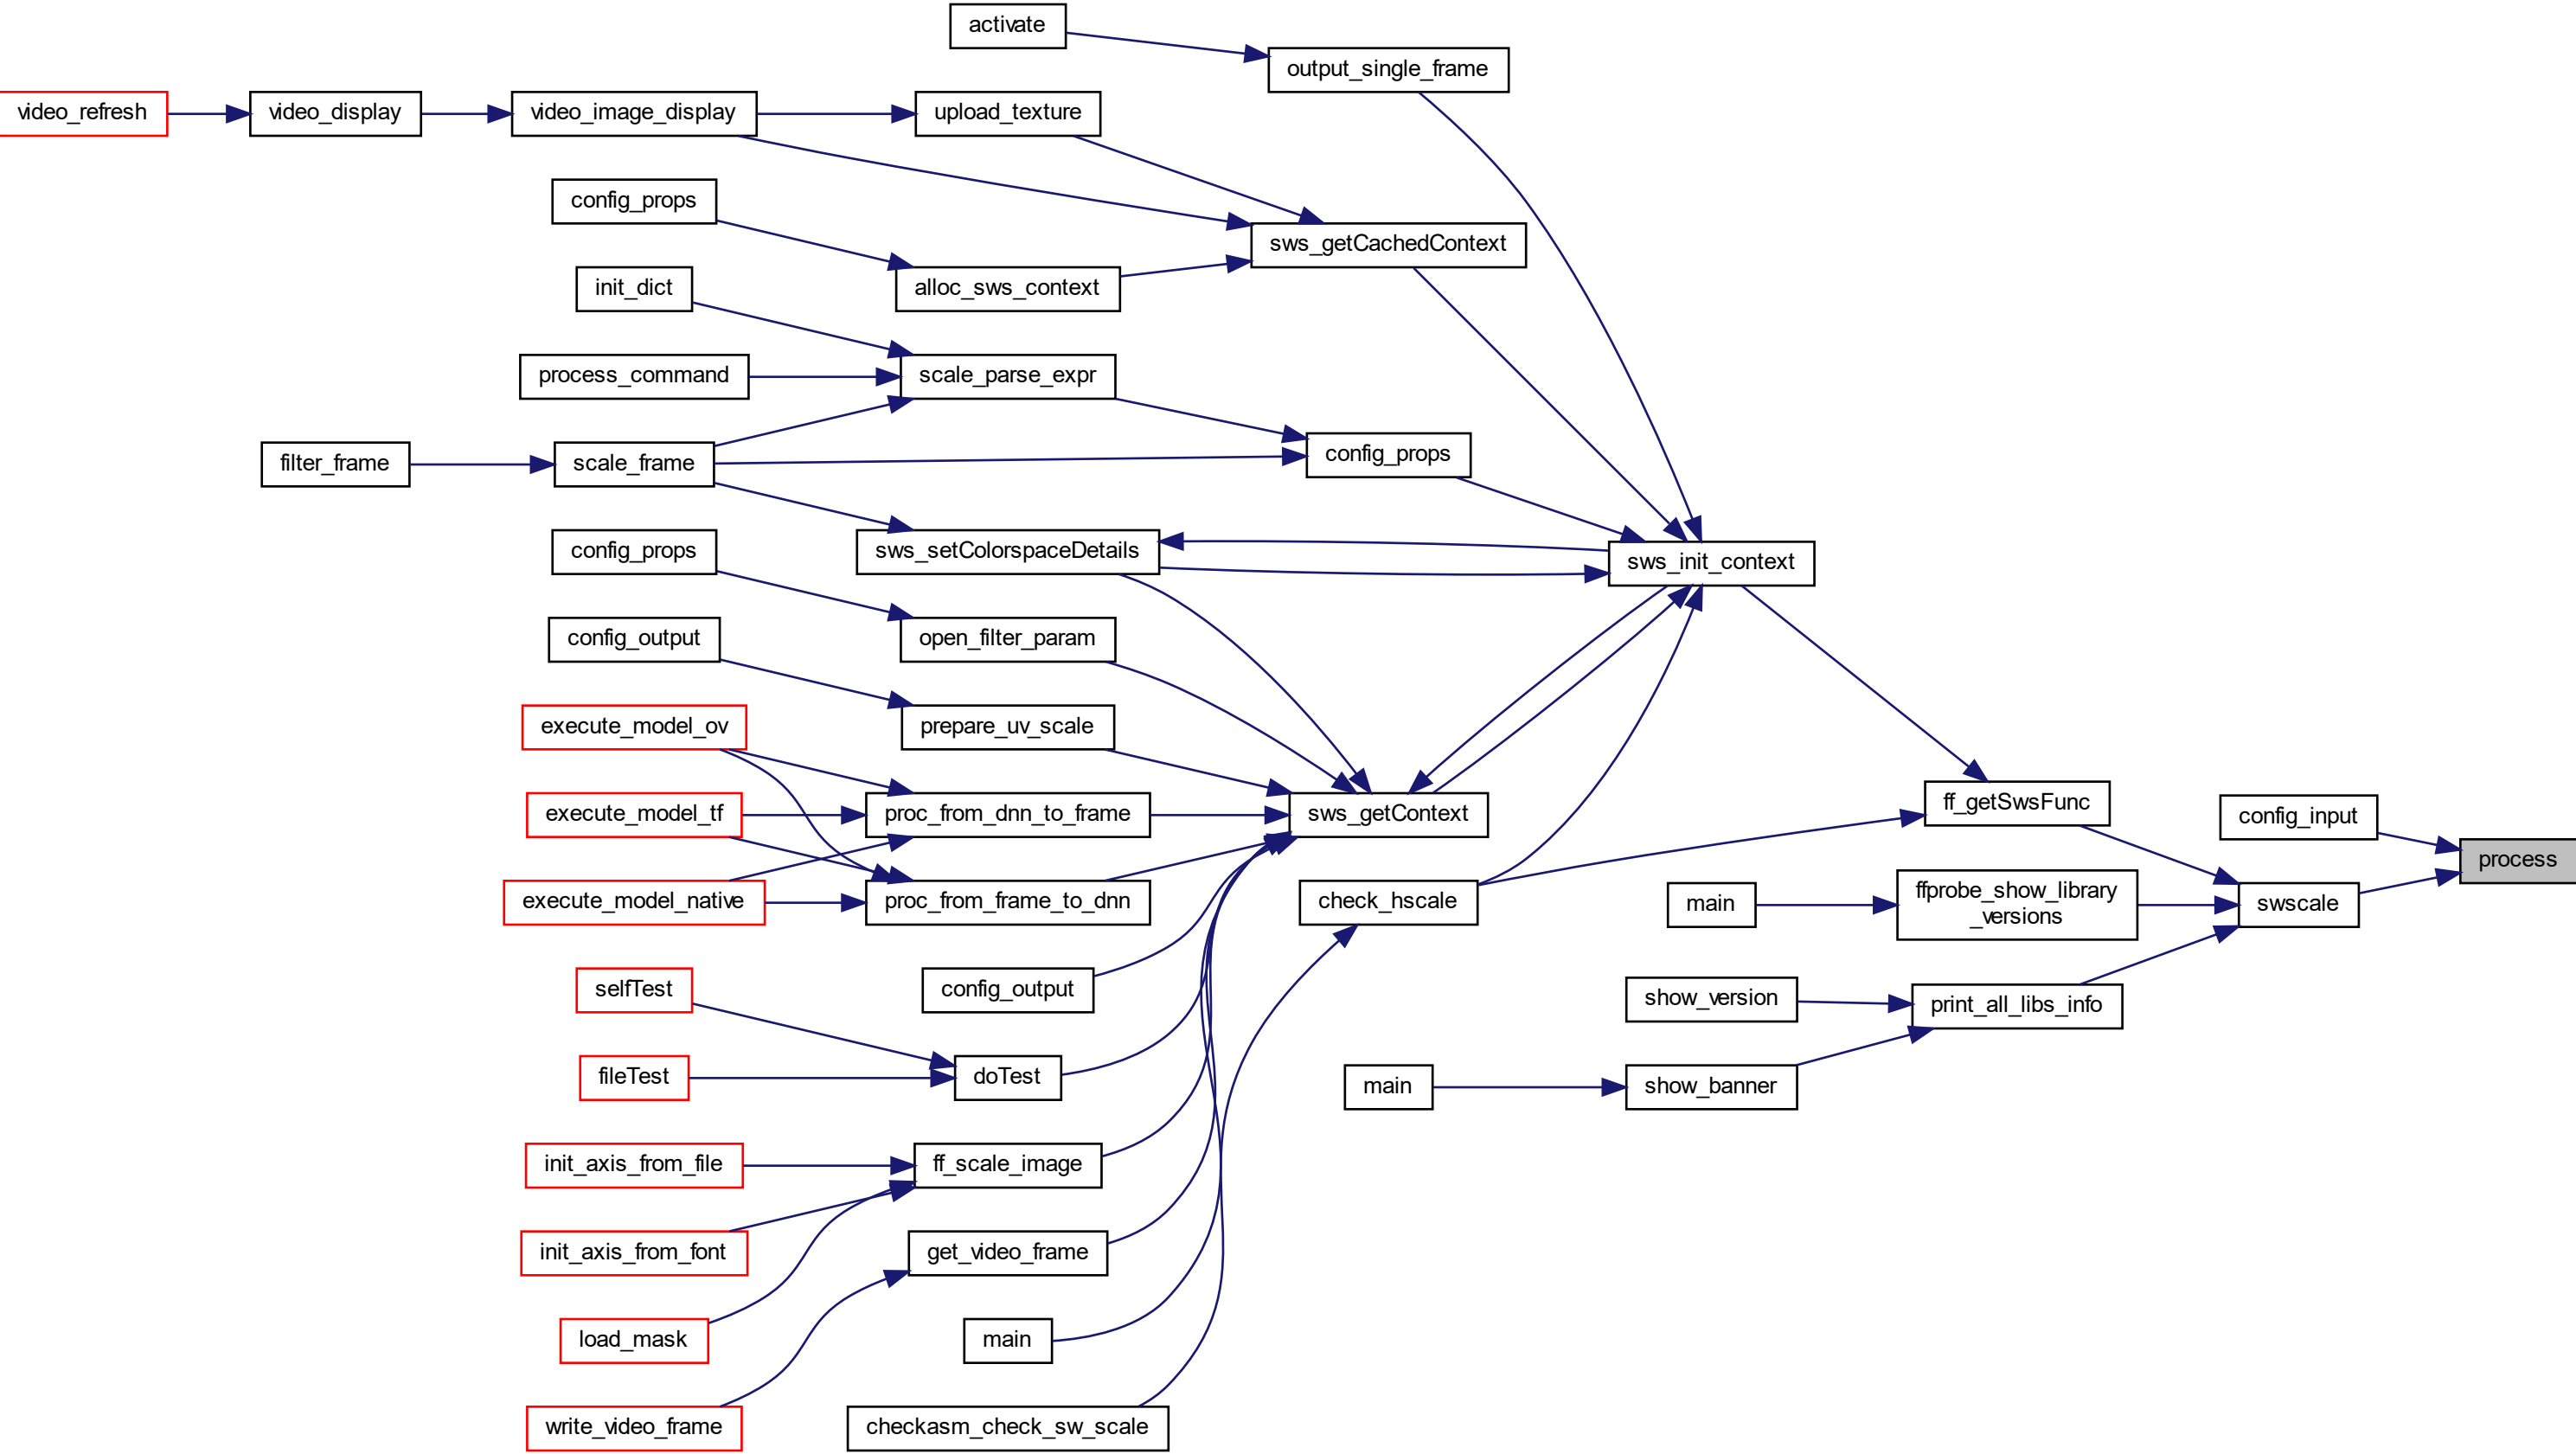 activate
output_single_frame
video_refresh
video_display
video_image_display
upload_texture
config_props
sws_getCachedContext
init_dict
alloc_sws_context
process_command
scale_parse_expr
filter_frame
scale_frame
config_props
config_props
sws_setColorspaceDetails
sws_init_context
config_output
open_filter_param
execute_model_ov
prepare_uv_scale
execute_model_tf
proc_from_dnn_to_frame
sws_getContext
ff_getSwsFunc
config_input
process
execute_model_native
proc_from_frame_to_dnn
check_hscale
main
ffprobe_show_library
_versions
swscale
selfTest
config_output
show_version
print_all_libs_info
fileTest
doTest
main
show_banner
init_axis_from_file
ff_scale_image
init_axis_from_font
get_video_frame
load_mask
main
write_video_frame
checkasm_check_sw_scale